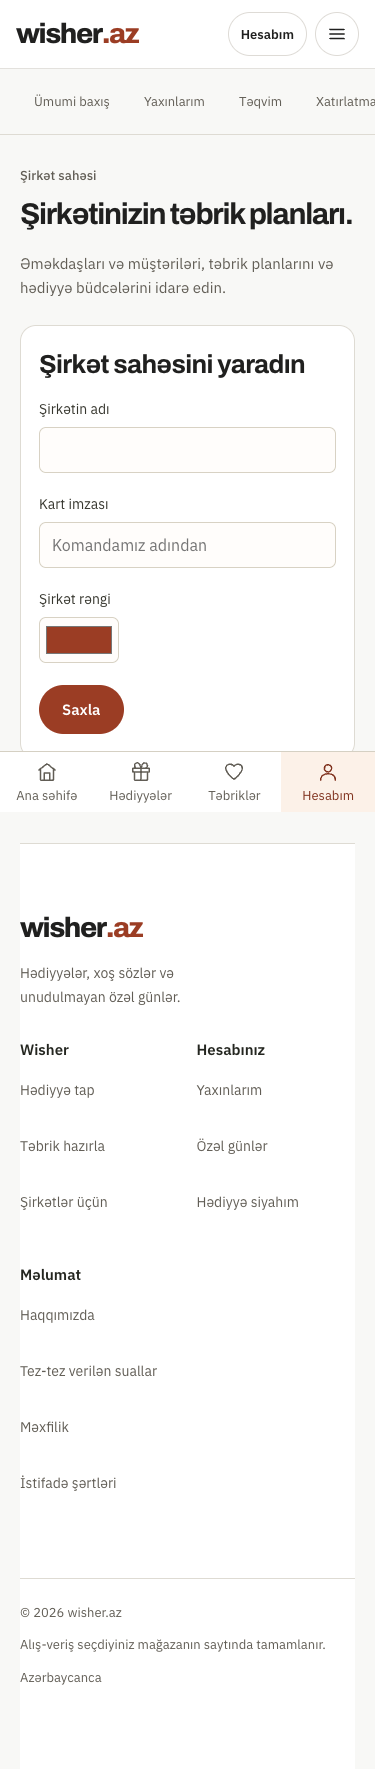 wisher.az
Hesabım
Ümumi baxış Yaxınlarım Təqvim Xatırlatma
Şirkət sahəsi
Şirkətinizin təbrik planları.
Əməkdaşları və müştəriləri, təbrik planlarını və
hədiyyə büdcələrini idarə edin.
Şirkət sahəsini yaradın
Şirkətin adı
Kart imzası
Komandamız adından
Şirkət rəngi
Saxla
Ana səhifə Hədiyyələr Təbriklər Hesabım
wisher.az
Hədiyyələr, xoş sözlər və
unudulmayan özəl günlər.
Wisher
Hədiyyə tap
Təbrik hazırla
Şirkətlər üçün
Hesabınız
Yaxınlarım
Özəl günlər
Hədiyyə siyahım
Məlumat
Haqqımızda
Tez-tez verilən suallar
Məxfilik
İstifadə şərtləri
© 2026 wisher.az
Alış-veriş seçdiyiniz mağazanın saytında tamamlanır.
Azərbaycanca